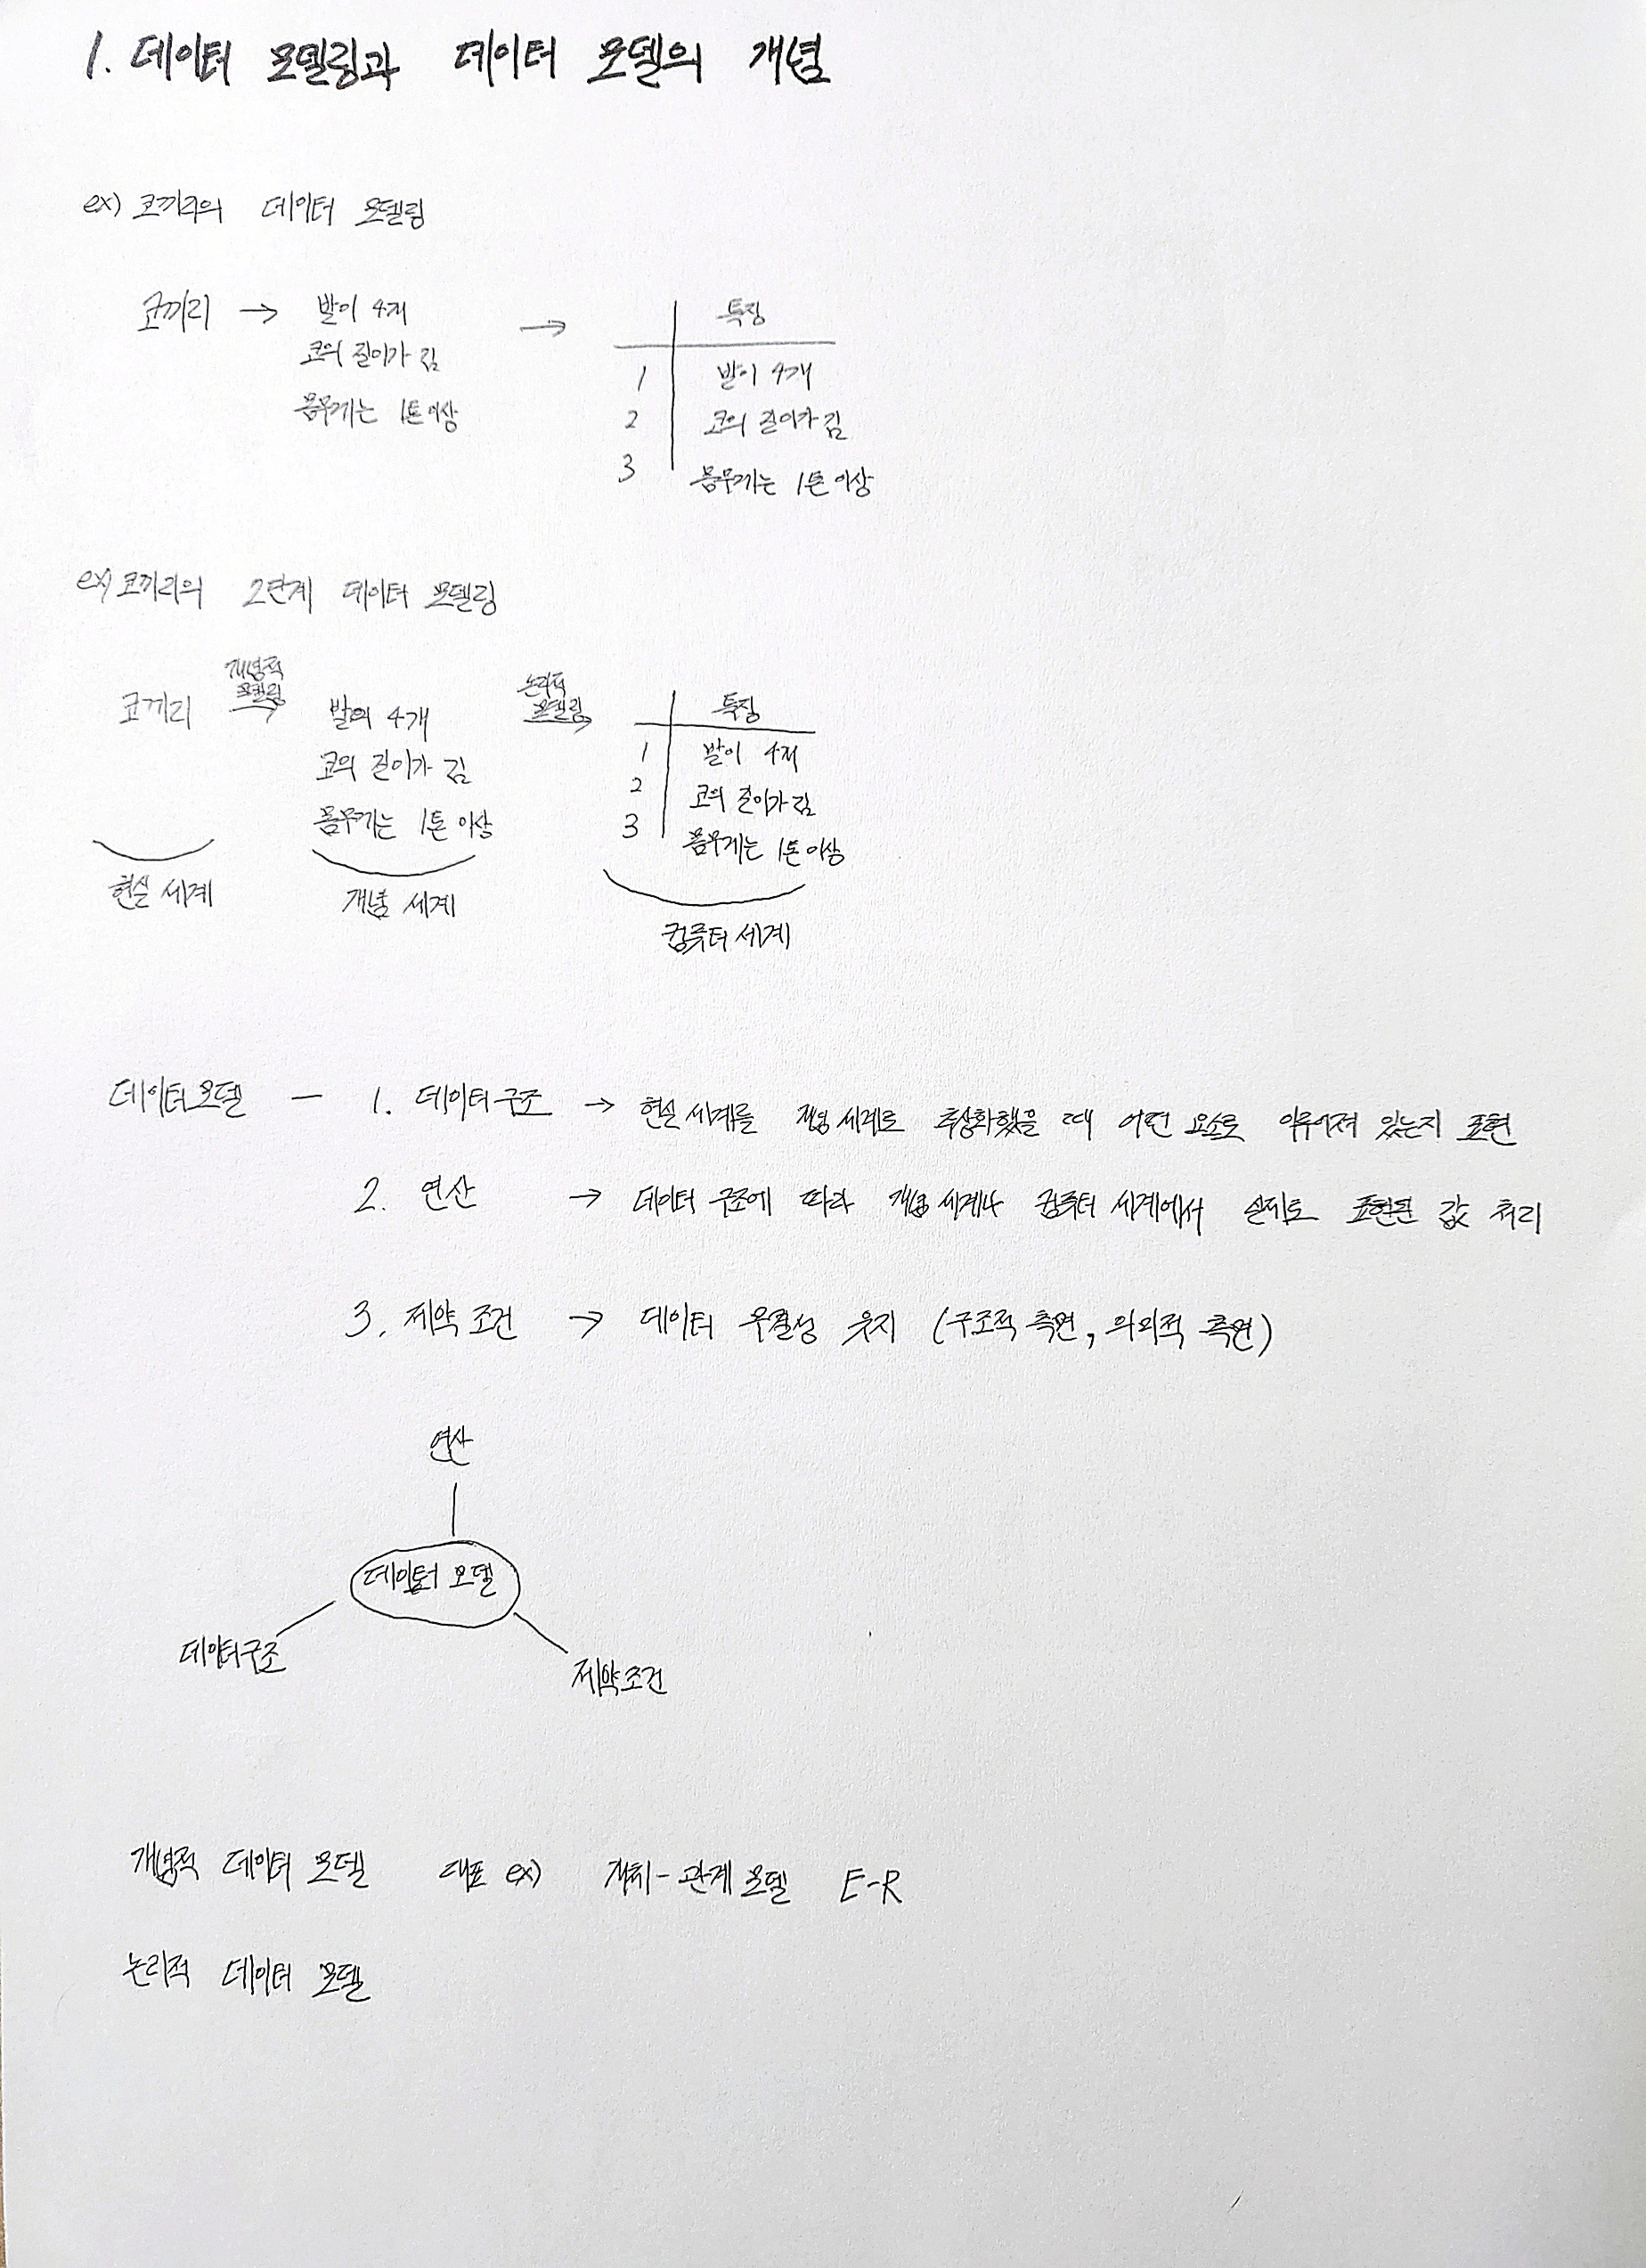 1. 데이터 모델링과 데이터 모델의 개념
ex) 코끼리의 데이터 모델링
코끼리 → 발이 4개
코의 길이가 김
몸무게는 1톤 이상
→
특징
1 발이 4개
2 코의 길이가 김
3 몸무게는 1톤 이상
ex) 코끼리의 2단계 데이터 모델링
코끼리
개념적
모델링
발의 4개
코의 길이가 김
몸무게는 1톤 이상
논리적
모델링
특징
1 발이 4개
2 코의 길이가 김
3 몸무게는 1톤 이상
현실 세계
개념 세계
컴퓨터 세계
데이터 모델 - 1. 데이터 구조 → 현실 세계를 개념 세계로 추상화했을 때 어떤 요소로 이루어져 있는지 표현
2. 연산 → 데이터 구조에 따라 개념 세계나 컴퓨터 세계에서 실제로 표현된 값 처리
3. 제약 조건 → 데이터 무결성 유지 (구조적 측면, 의미적 측면)
연산
데이터 모델
데이터 구조
제약조건
개념적 데이터 모델 대표 ex) 개체-관계 모델 E-R
논리적 데이터 모델